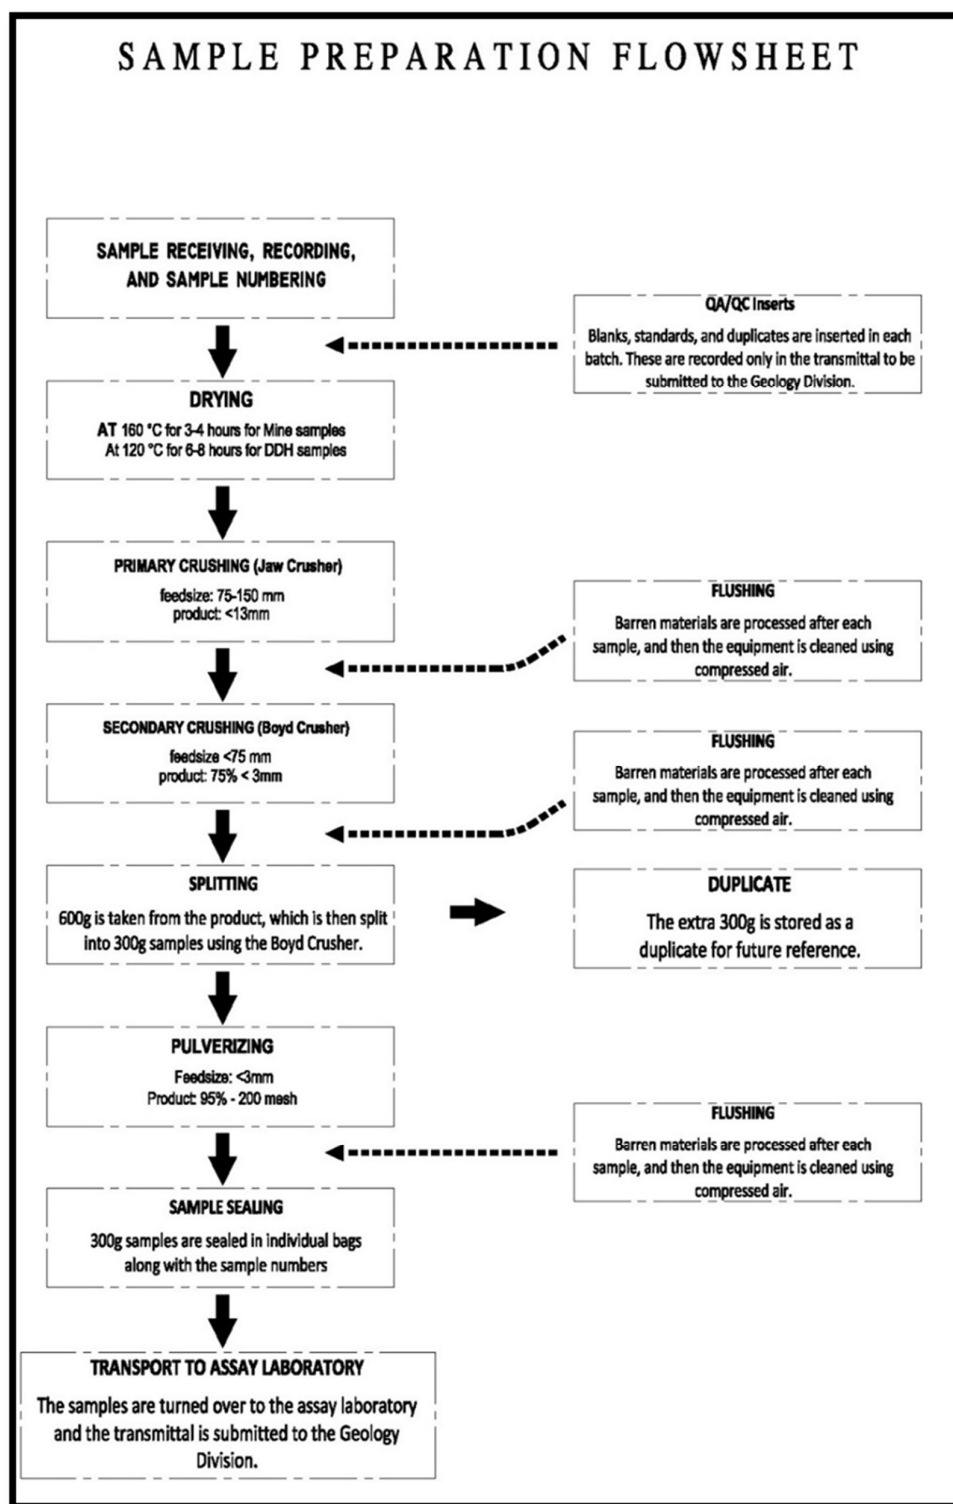 SAMPLE PREPARATION FLOWSHEET
SAMPLE RECEIVING, RECORDING,
AND SAMPLE NUMBERING
QA/QC Inserts
Blanks, standards, and duplicates are inserted in each
batch. These are recorded only in the transmittal to be
submitted to the Geology Division.
DRYING
AT 160 °C for 3-4 hours for Mine samples
At 120 °C for 6-8 hours for DDH samples
PRIMARY CRUSHING (Jaw Crusher)
feedsize: 75-150 mm
product: <13mm
FLUSHING
Barren materials are processed after each
sample, and then the equipment is cleaned using
compressed air.
SECONDARY CRUSHING (Boyd Crusher)
feedsize <75 mm
product: 75% < 3mm
FLUSHING
Barren materials are processed after each
sample, and then the equipment is cleaned using
compressed air.
SPLITTING
600g is taken from the product, which is then split
into 300g samples using the Boyd Crusher.
DUPLICATE
The extra 300g is stored as a
duplicate for future reference.
PULVERIZING
Feedsize: <3mm
Product: 95% - 200 mesh
FLUSHING
Barren materials are processed after each
sample, and then the equipment is cleaned using
compressed air.
SAMPLE SEALING
300g samples are sealed in individual bags
along with the sample numbers
TRANSPORT TO ASSAY LABORATORY
The samples are turned over to the assay laboratory
and the transmittal is submitted to the Geology
Division.